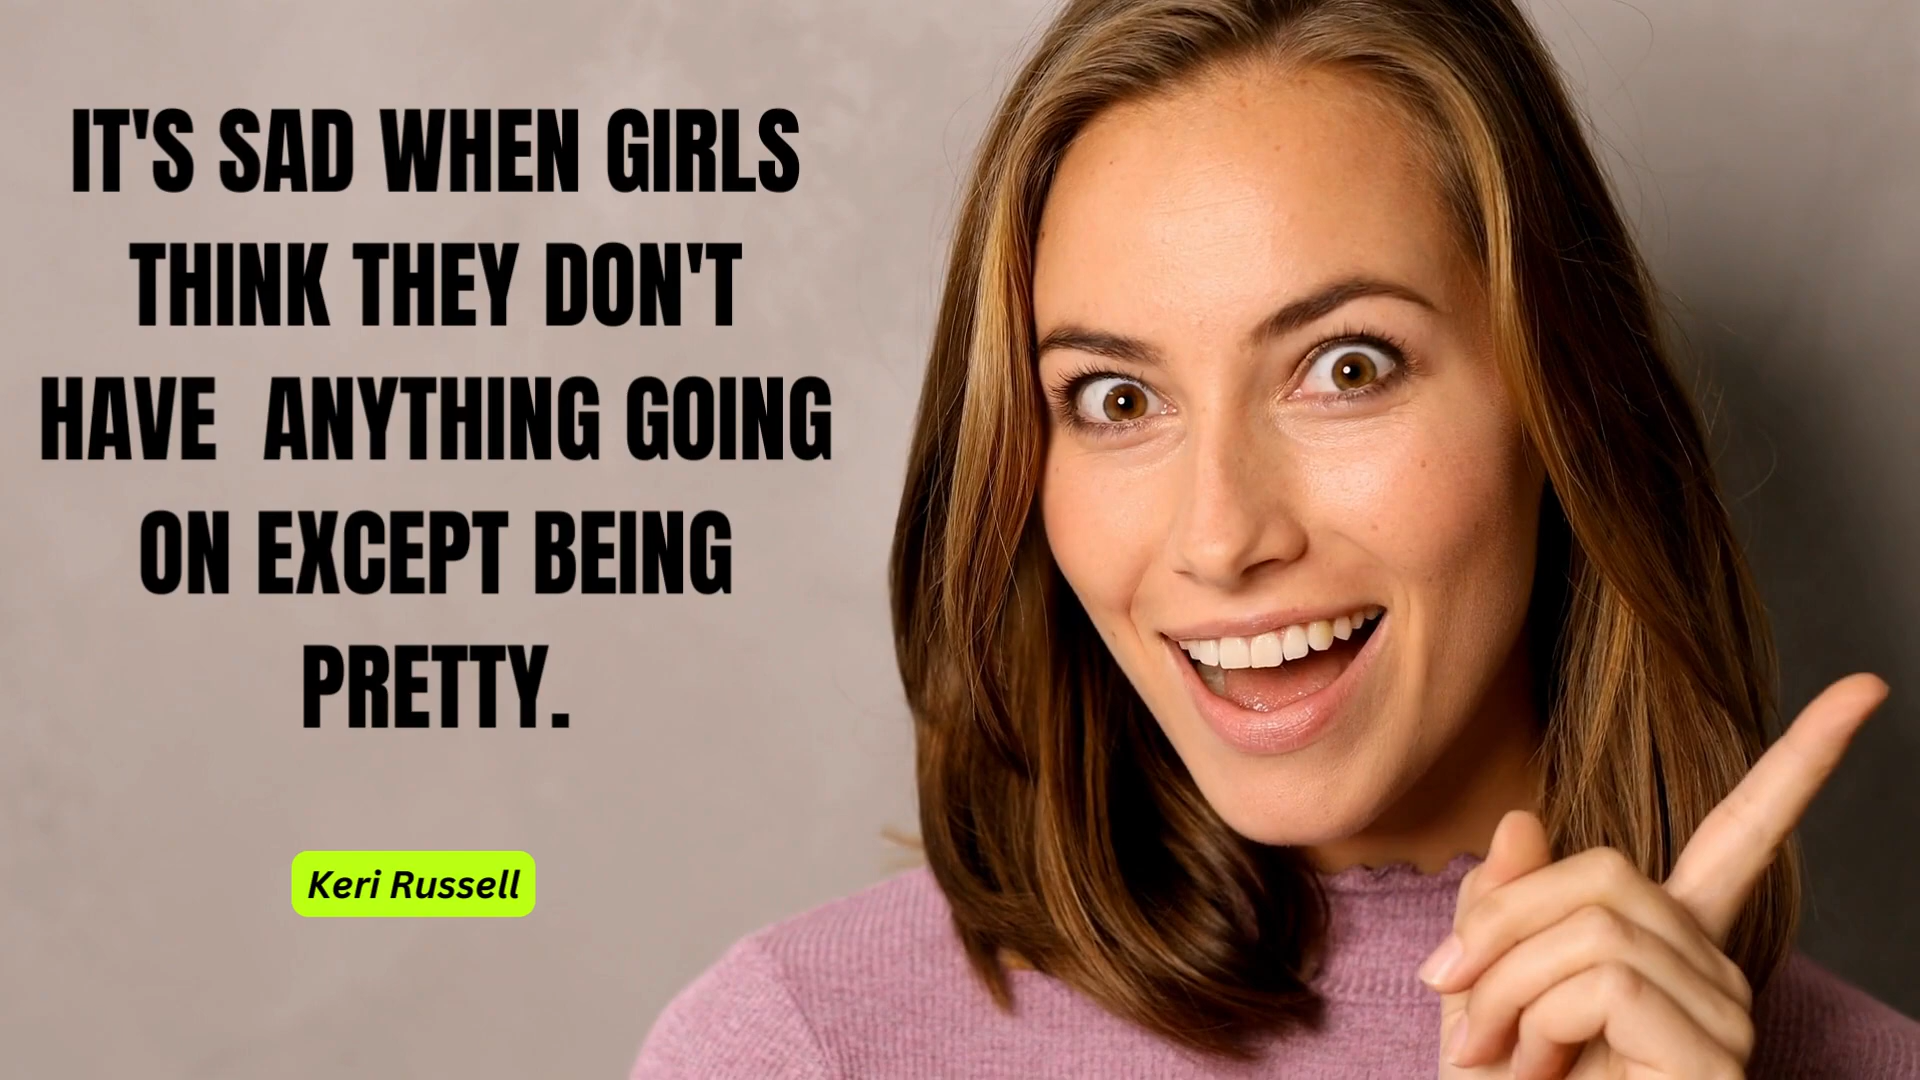 IT'S SAD WHEN GIRLS
THINK THEY DON'T
HAVE  ANYTHING GOING
ON EXCEPT BEING
PRETTY.
Keri Russell